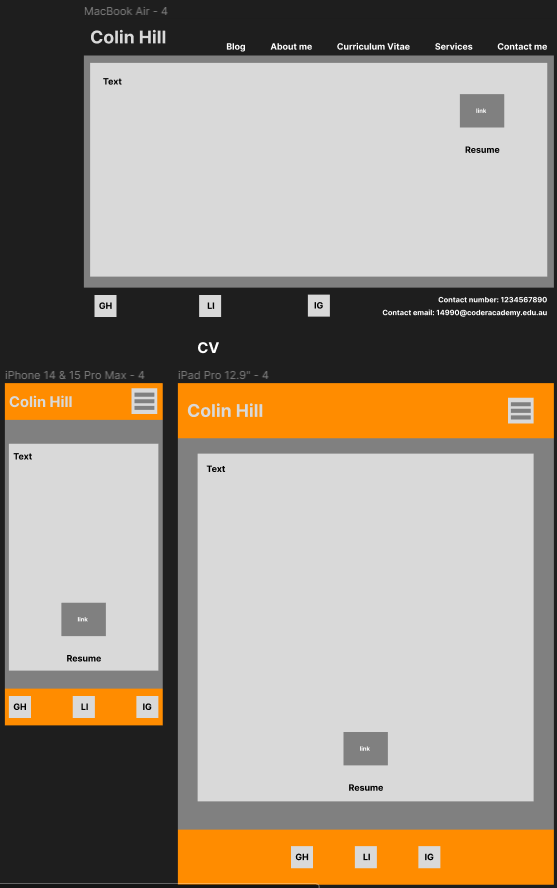 MacBook Air - 4
Colin Hill
Blog About me Curriculum Vitae Services Contact me
Text
link
Resume
GH LI IG
Contact number: 1234567890
Contact email: 14990@coderacademy.edu.au
CV
iPhone 14 & 15 Pro Max - 4
Colin Hill
Text
link
Resume
GH LI IG
iPad Pro 12.9" - 4
Colin Hill
Text
link
Resume
GH LI IG